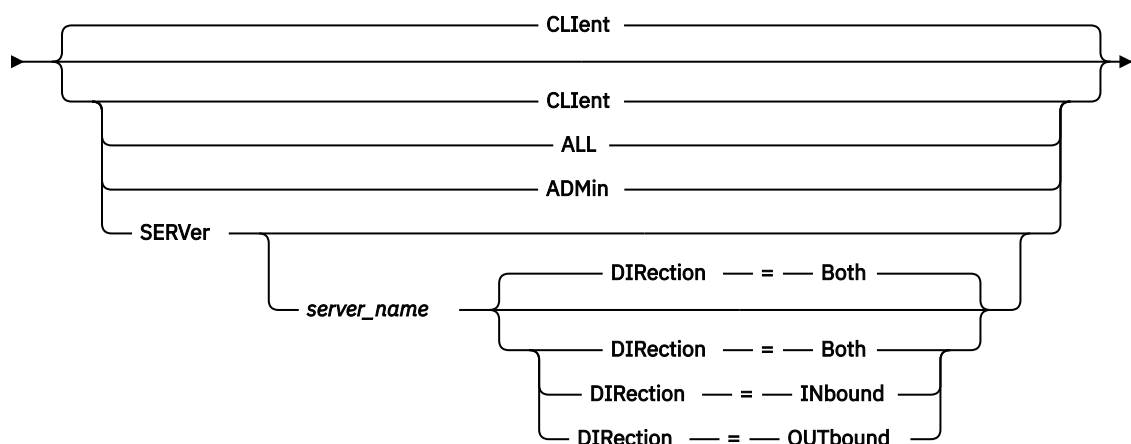 CLIent
CLIent
ALL
ADMin
SERVer
DIRection = Both
server_name
DIRection = Both
DIRection = INbound
DIRection = OUTbound